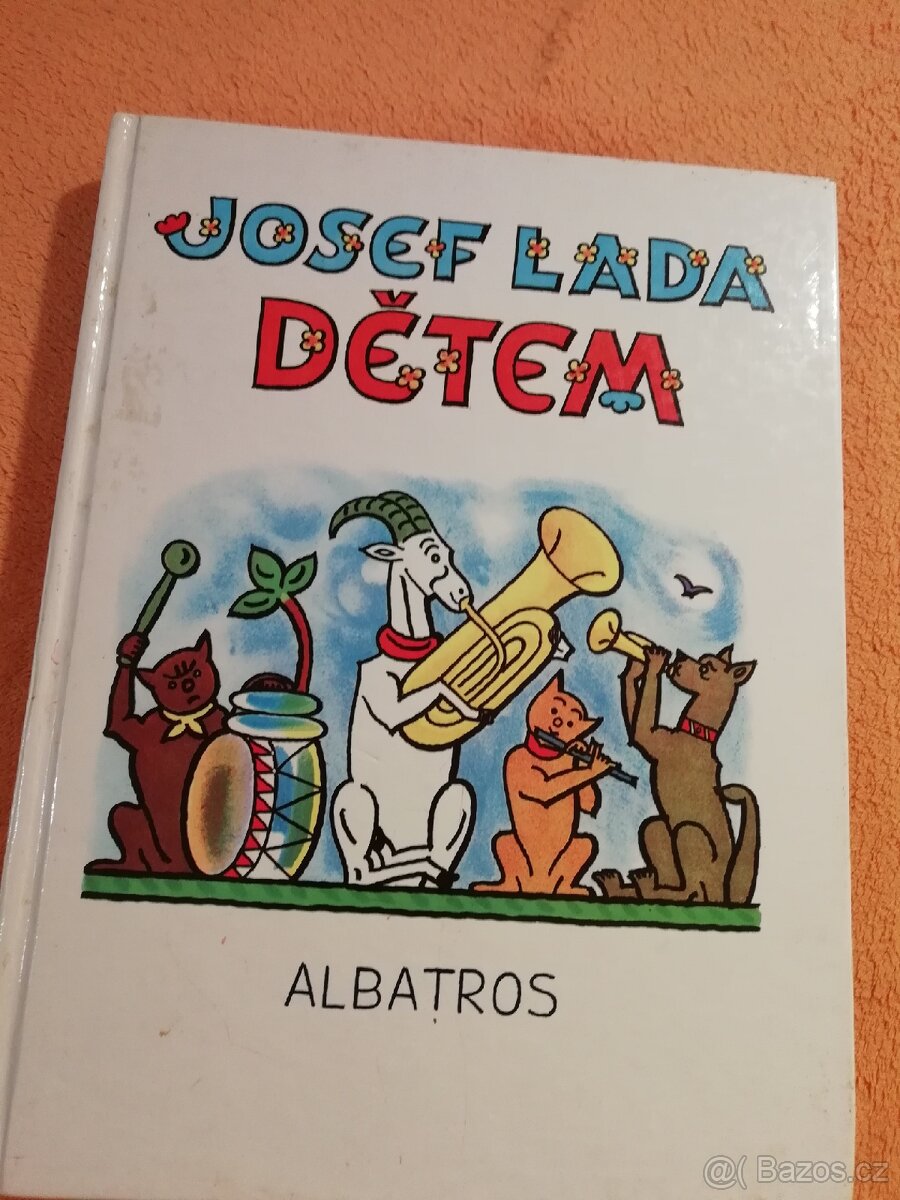 JOSEF LADA
DĚTEM
ALBATROS
@( Bazos.cz